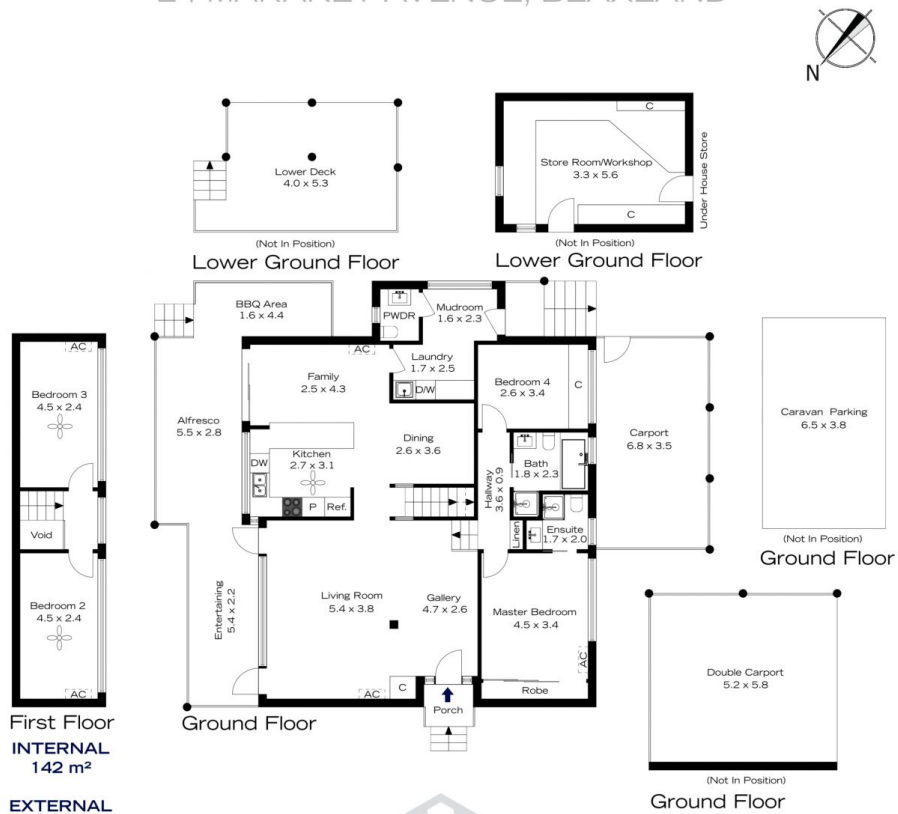 N
Lower Deck
4.0 x 5.3
(Not In Position)
Lower Ground Floor
C
Store Room/Workshop
3.3 x 5.6
C
Under House Store
(Not In Position)
Lower Ground Floor
BBQ Area
1.6 x 4.4
PWDR
Mudroom
1.6 x 2.3
AC
Bedroom 3
4.5 x 2.4
Void
Bedroom 2
4.5 x 2.4
AC
First Floor
AC
Family
2.5 x 4.3
Laundry
1.7 x 2.5
D/W
Bedroom 4
2.6 x 3.4
C
Alfresco
5.5 x 2.8
Dining
2.6 x 3.6
Kitchen
2.7 x 3.1
DW
P
Ref.
Hallway
3.6 x 0.9
Bath
1.8 x 2.3
Linen
Ensuite
1.7 x 2.0
Carport
6.8 x 3.5
Caravan Parking
6.5 x 3.8
(Not In Position)
Ground Floor
Entertaining
5.4 x 2.2
Living Room
5.4 x 3.8
Gallery
4.7 x 2.6
Master Bedroom
4.5 x 3.4
AC
AC
C
Robe
Porch
Ground Floor
Double Carport
5.2 x 5.8
(Not In Position)
Ground Floor
INTERNAL
142 m²
EXTERNAL